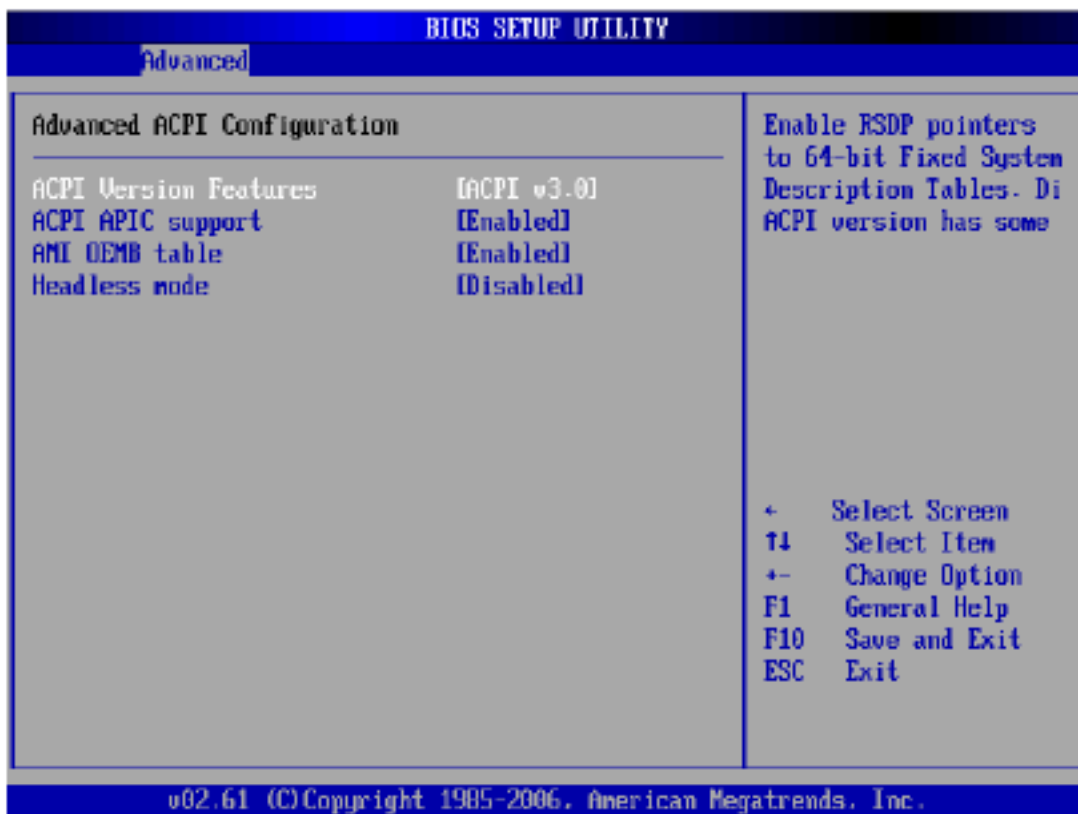 BIOS SETUP UTILITY
Advanced
Advanced ACPI Configuration
ACPI Version Features [ACPI v3.0]
ACPI APIC support [Enabled]
AMI OEMB table [Enabled]
Headless mode [Disabled]
Enable RSDP pointers
to 64-bit Fixed System
Description Tables. Di
ACPI version has some
← Select Screen
↑↓ Select Item
+- Change Option
F1 General Help
F10 Save and Exit
ESC Exit
v02.61 (C)Copyright 1985-2006, American Megatrends, Inc.